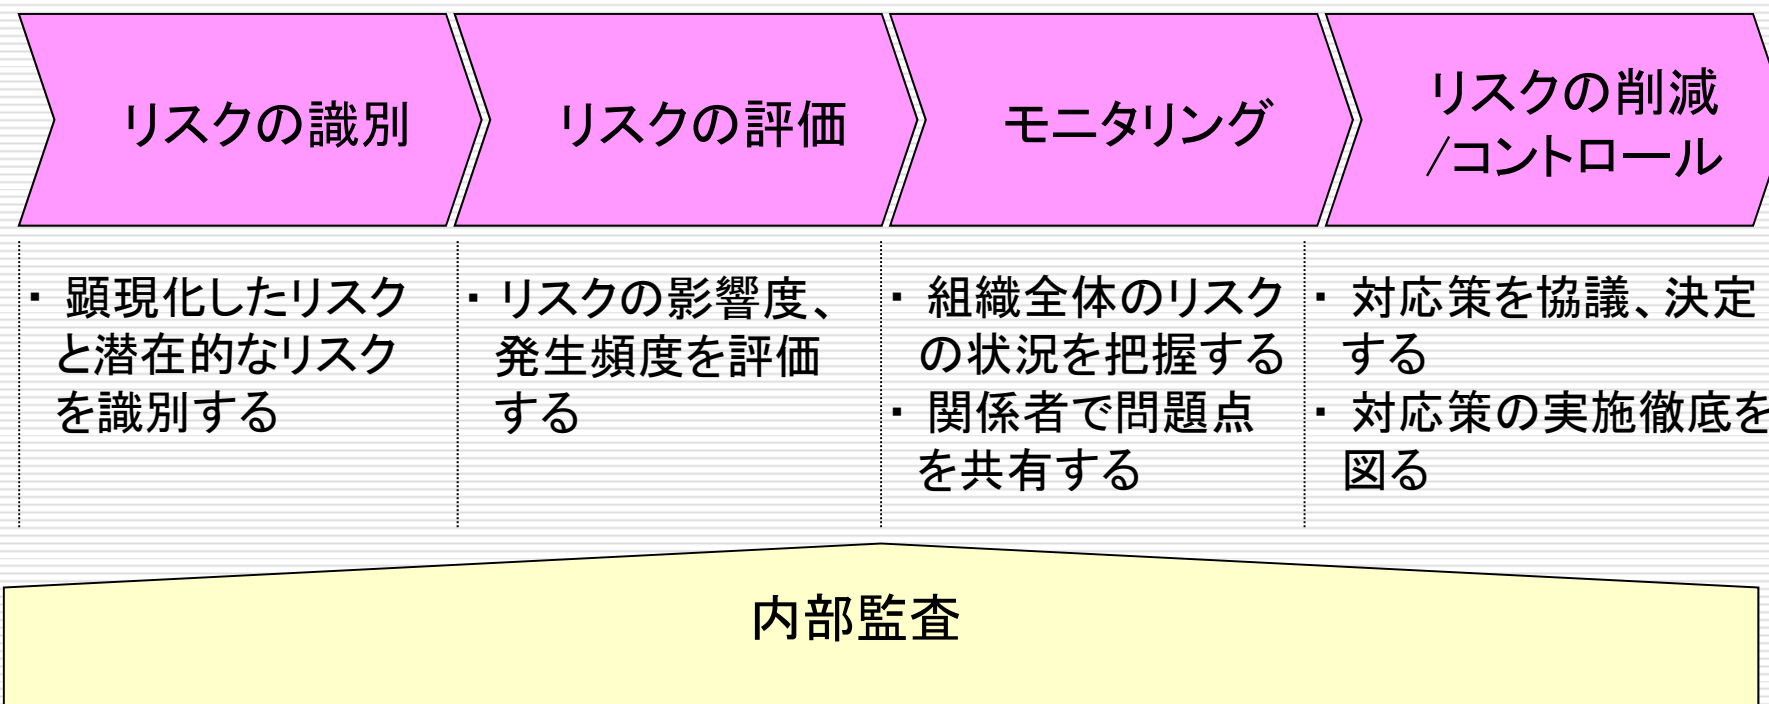 リスクの識別
リスクの評価
モニタリング
リスクの削減
/コントロール
・ 顕現化したリスク
と潜在的なリスク
を識別する
・ リスクの影響度、
発生頻度を評価
する
・ 組織全体のリスク
の状況を把握する
・ 関係者で問題点
を共有する
・ 対応策を協議、決定
する
・ 対応策の実施徹底を
図る
内部監査